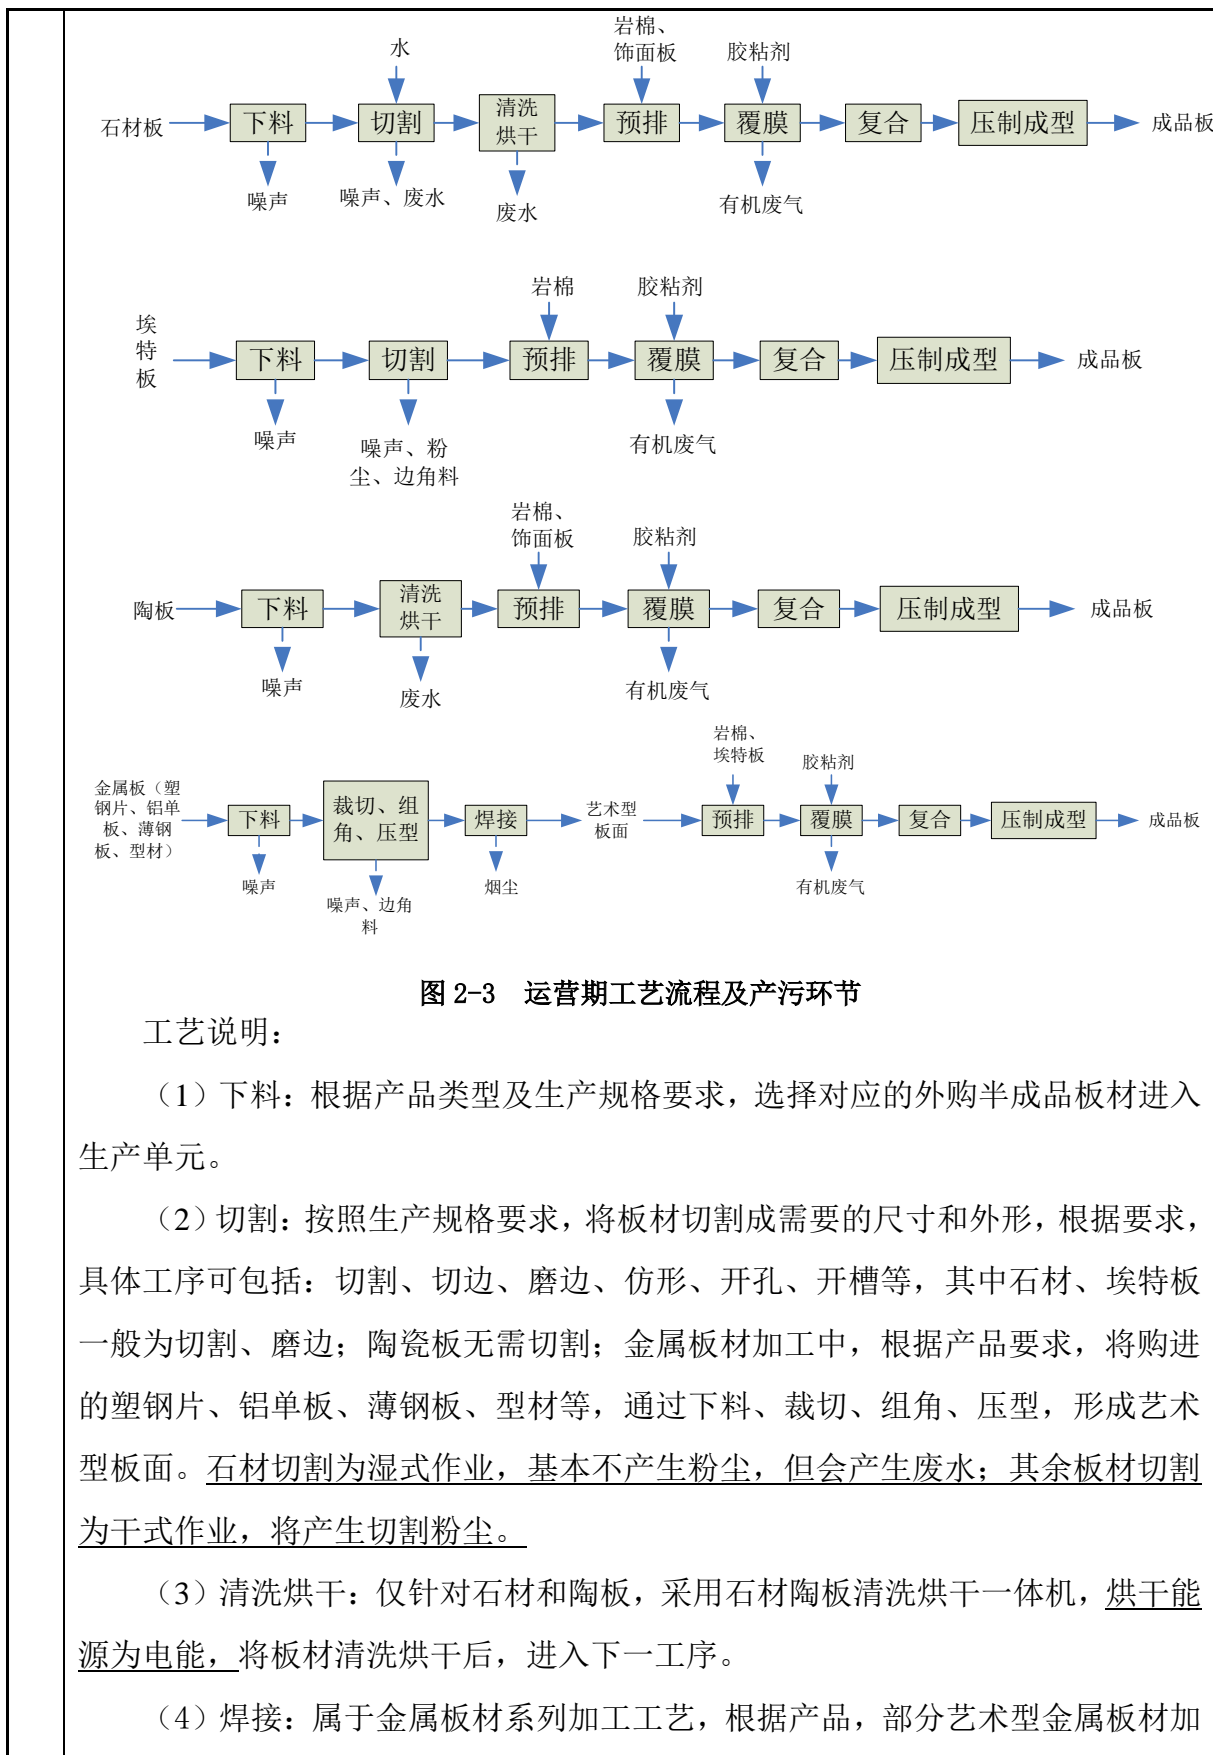 岩棉、
饰面板
水
胶粘剂
石材板
下料
切割
清洗
烘干
预排
覆膜
复合
压制成型
成品板
噪声
噪声、废水
废水
有机废气
岩棉
胶粘剂
埃
特
板
下料
切割
预排
覆膜
复合
压制成型
成品板
噪声
噪声、粉
尘、边角料
有机废气
岩棉、
饰面板
胶粘剂
陶板
下料
清洗
烘干
预排
覆膜
复合
压制成型
成品板
噪声
废水
有机废气
岩棉、
埃特板
胶粘剂
金属板（塑
钢片、铝单
板、薄钢
板、型材）
下料
裁切、组
角、压型
焊接
艺术型
板面
预排
覆膜
复合
压制成型
成品板
噪声
噪声、边角
料
烟尘
有机废气
图 2-3 运营期工艺流程及产污环节
工艺说明：
（1）下料：根据产品类型及生产规格要求，选择对应的外购半成品板材进入
生产单元。
（2）切割：按照生产规格要求，将板材切割成需要的尺寸和外形，根据要求，
具体工序可包括：切割、切边、磨边、仿形、开孔、开槽等，其中石材、埃特板
一般为切割、磨边；陶瓷板无需切割；金属板材加工中，根据产品要求，将购进
的塑钢片、铝单板、薄钢板、型材等，通过下料、裁切、组角、压型，形成艺术
型板面。石材切割为湿式作业，基本不产生粉尘，但会产生废水；其余板材切割
为干式作业，将产生切割粉尘。
（3）清洗烘干：仅针对石材和陶板，采用石材陶板清洗烘干一体机，烘干能
源为电能，将板材清洗烘干后，进入下一工序。
（4）焊接：属于金属板材系列加工工艺，根据产品，部分艺术型金属板材加